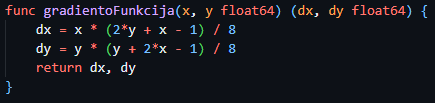 func gradientoFunkcija(x, y float64) (dx, dy float64) {
    dx = x * (2*y + x - 1) / 8
    dy = y * (y + 2*x - 1) / 8
    return dx, dy
}